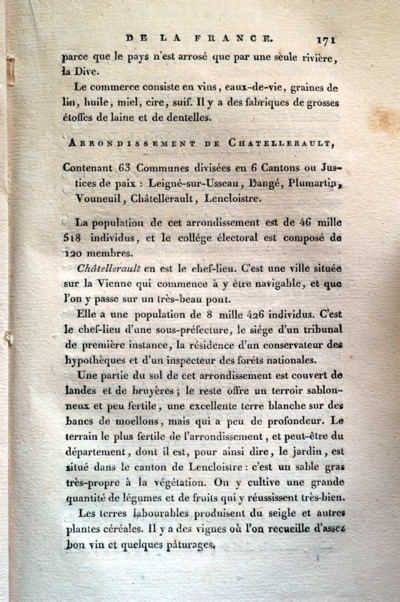 DE LA FRANCE. 171
parce que le pays n'est arrosé que par une seule rivière,
la Dive.
Le commerce consiste en vins, eaux-de-vie, graines de
lin, huile, miel, cire, suif. Il y a des fabriques de grosses
étoffes de laine et de dentelles.
ARRONDISSEMENT DE CHATELLERAULT,
Contenant 63 Communes divisées en 6 Cantons ou Jus-
tices de paix : Leigné-sur-Usseau, Dangé, Plumartin,
Vouneuil, Châtellerault, Lencloistre.
La population de cet arrondissement est de 46 mille
518 individus, et le collége électoral est composé de
120 membres.
Châtellerault en est le chef-lieu. C'est une ville située
sur la Vienne qui commence à y être navigable, et que
l'on y passe sur un très-beau pont.
Elle a une population de 8 mille 426 individus. C'est
le chef-lieu d'une sous-préfecture, le siége d'un tribunal
de première instance, la résidence d'un conservateur des
hypothèques et d'un inspecteur des forêts nationales.
Une partie du sol de cet arrondissement est couvert de
landes et de bruyères ; le reste offre un terroir sablon-
neux et peu fertile, une excellente terre blanche sur des
bancs de moellons, mais qui a peu de profondeur. Le
terrain le plus fertile de l'arrondissement, et peut-être du
département, dont il est, pour ainsi dire, le jardin, est
situé dans le canton de Lencloistre : c'est un sable gras
très-propre à la végétation. On y cultive une grande
quantité de légumes et de fruits qui y réussissent très-bien.
Les terres labourables produisent du seigle et autres
plantes céréales. Il y a des vignes où l'on recueille d'assez
bon vin et quelques pâturages.